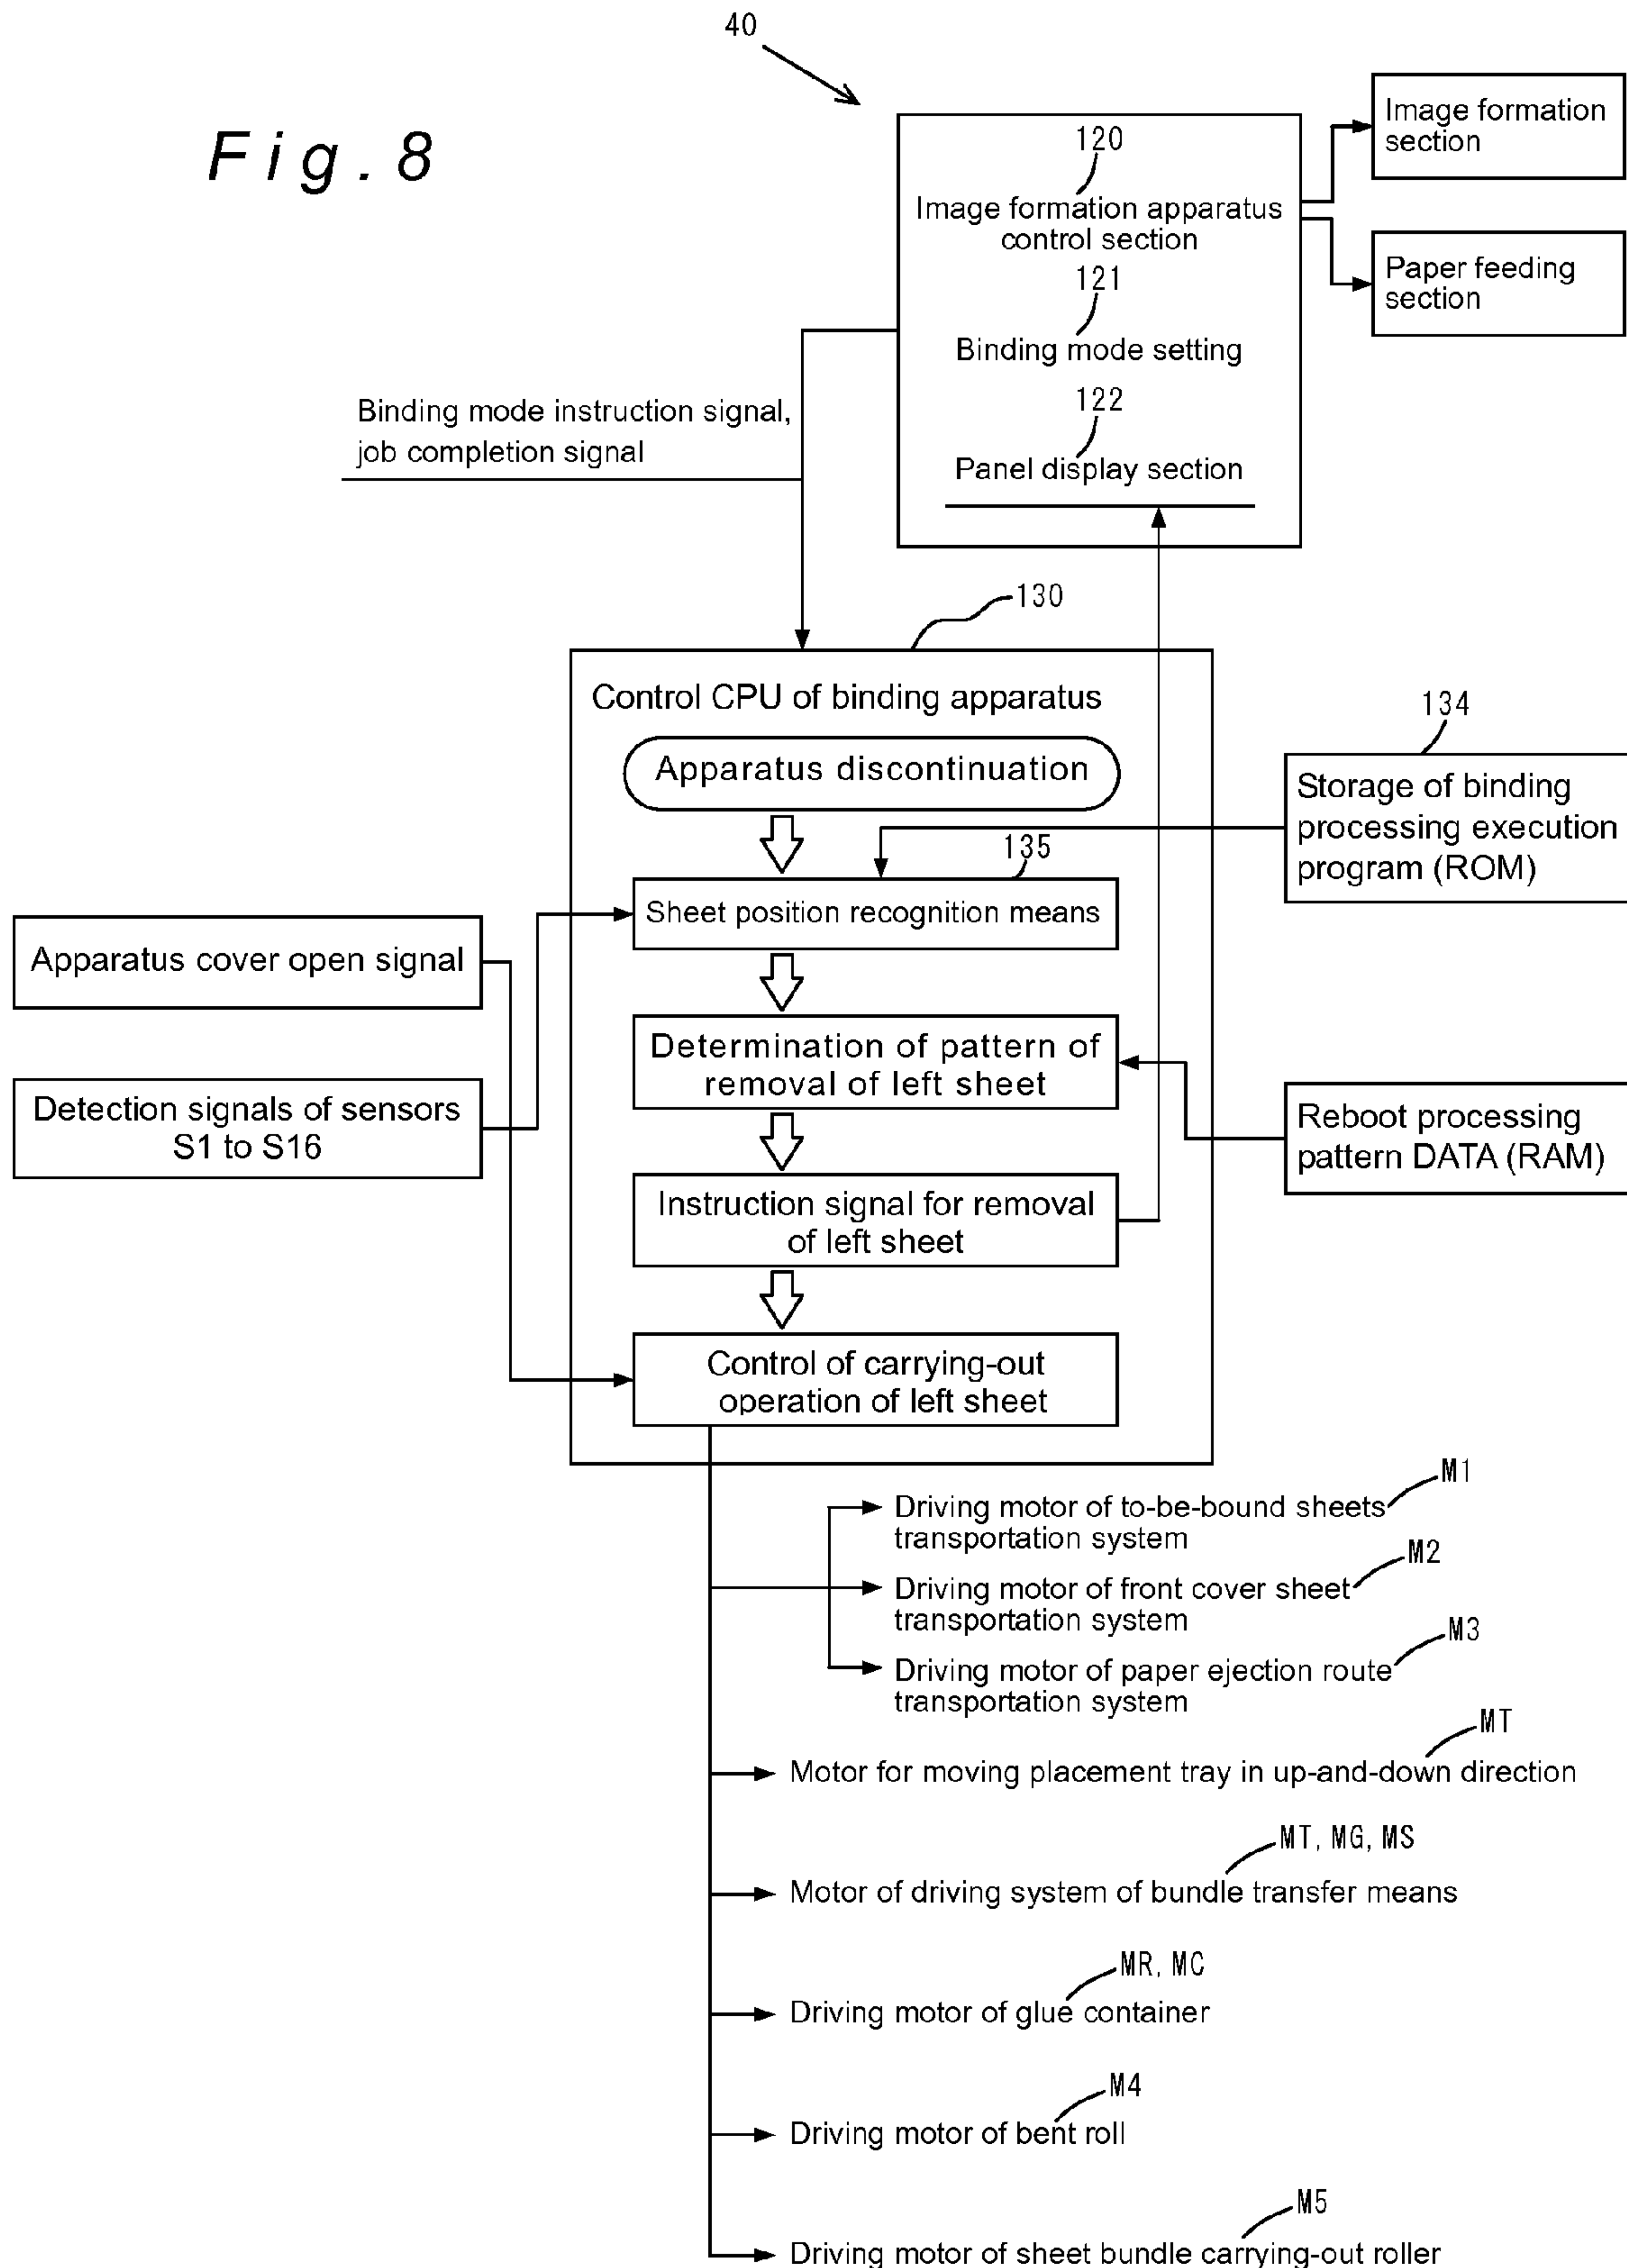 40
Fig. 8
Image formation
section
120
Image formation apparatus
control section
Paper feeding
section
121
Binding mode setting
122
Panel display section
Binding mode instruction signal,
job completion signal
130
Control CPU of binding apparatus
Apparatus discontinuation
134
Storage of binding
processing execution
program (ROM)
135
Sheet position recognition means
Apparatus cover open signal
Determination of pattern of
removal of left sheet
Detection signals of sensors
S1 to S16
Reboot processing
pattern DATA (RAM)
Instruction signal for removal
of left sheet
Control of carrying-out
operation of left sheet
M1
Driving motor of to-be-bound sheets
transportation system
M2
Driving motor of front cover sheet
transportation system
M3
Driving motor of paper ejection route
transportation system
MT
Motor for moving placement tray in up-and-down direction
MT, MG, MS
Motor of driving system of bundle transfer means
MR, MC
Driving motor of glue container
M4
Driving motor of bent roll
M5
Driving motor of sheet bundle carrying-out roller